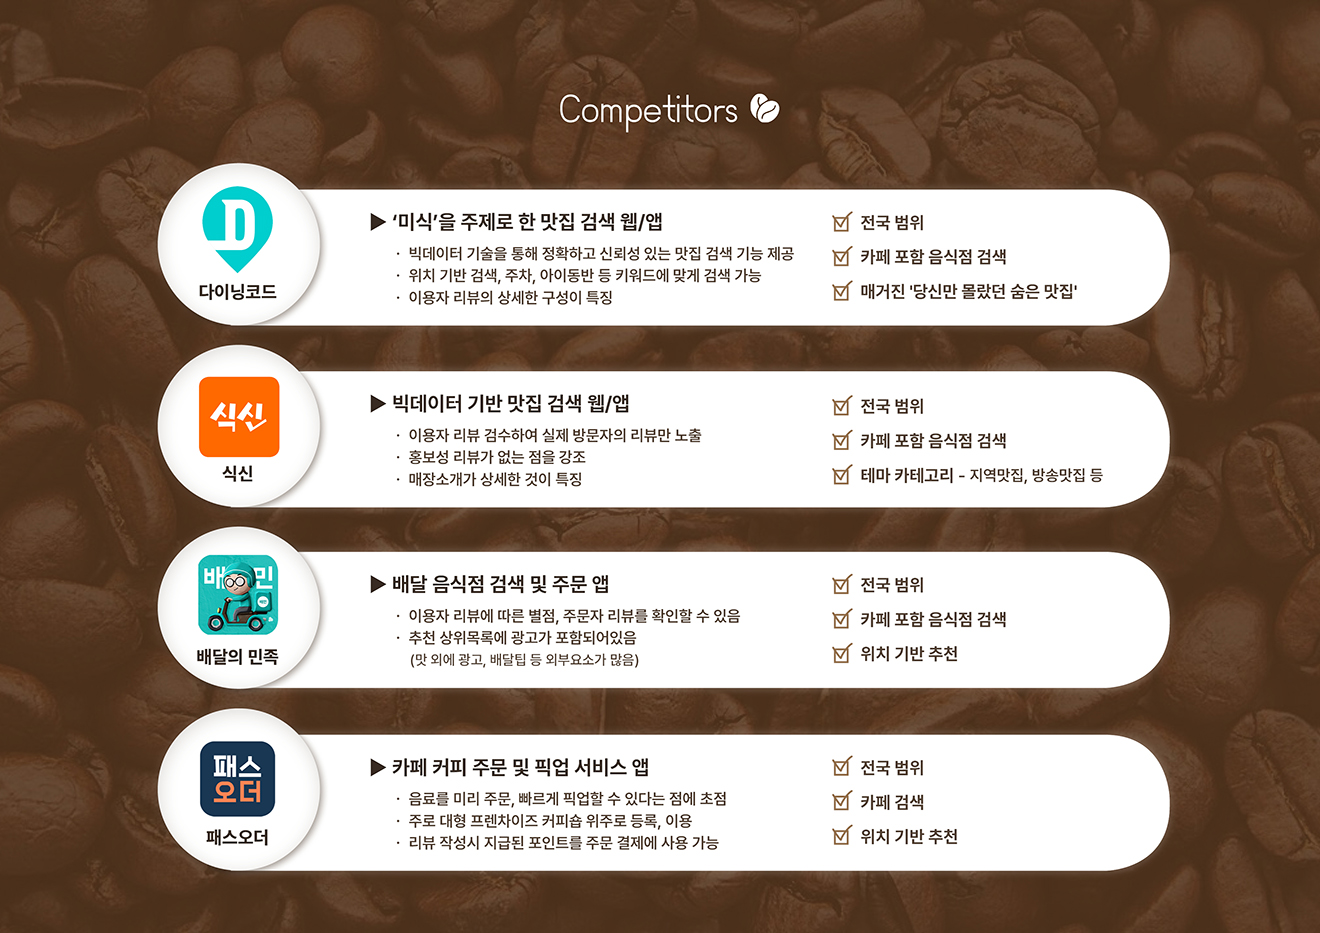 Competitors
D
다이닝코드
▶ ‘미식’을 주제로 한 맛집 검색 웹/앱
· 빅데이터 기술을 통해 정확하고 신뢰성 있는 맛집 검색 기능 제공
· 위치 기반 검색, 주차, 아이동반 등 키워드에 맞게 검색 가능
· 이용자 리뷰의 상세한 구성이 특징
전국 범위
카페 포함 음식점 검색
매거진 '당신만 몰랐던 숨은 맛집'
식신
식신
▶ 빅데이터 기반 맛집 검색 웹/앱
· 이용자 리뷰 검수하여 실제 방문자의 리뷰만 노출
· 홍보성 리뷰가 없는 점을 강조
· 매장소개가 상세한 것이 특징
전국 범위
카페 포함 음식점 검색
테마 카테고리 - 지역맛집, 방송맛집 등
배민
배달의 민족
▶ 배달 음식점 검색 및 주문 앱
· 이용자 리뷰에 따른 별점, 주문자 리뷰를 확인할 수 있음
· 추천 상위목록에 광고가 포함되어있음
(맛 외에 광고, 배달팁 등 외부요소가 많음)
전국 범위
카페 포함 음식점 검색
위치 기반 추천
패스
오더
패스오더
▶ 카페 커피 주문 및 픽업 서비스 앱
· 음료를 미리 주문, 빠르게 픽업할 수 있다는 점에 초점
· 주로 대형 프렌차이즈 커피숍 위주로 등록, 이용
· 리뷰 작성시 지급된 포인트를 주문 결제에 사용 가능
전국 범위
카페 검색
위치 기반 추천